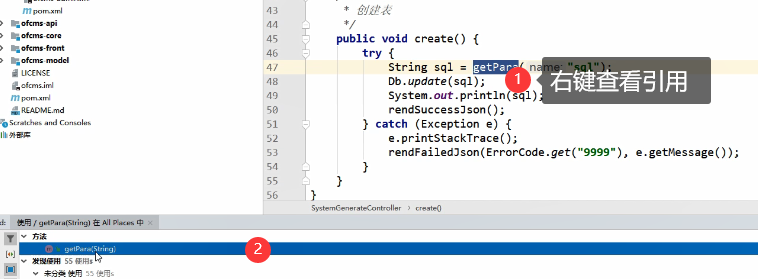 pom.xml
ofcms-api
ofcms-core
ofcms-front
ofcms-model
LICENSE
ofcms.iml
pom.xml
README.md
Scratches and Consoles
外部库
43 * 创建表
44 */
45 public void create() {
46 try {
47 String sql = getPara( name: "sql");
48 Db.update(sql);
49 System.out.println(sql);
50 rendSuccessJson();
51 } catch (Exception e) {
52 e.printStackTrace();
53 rendFailedJson(ErrorCode.get("9999"), e.getMessage());
54 }
55 }
56 }
1 右键查看引用
SystemGenerateController › create()
使用 / getPara(String) 在 All Places 中 ×
方法
m getPara(String)
2
发现使用 55 使用s
未分类 使用 55 使用s